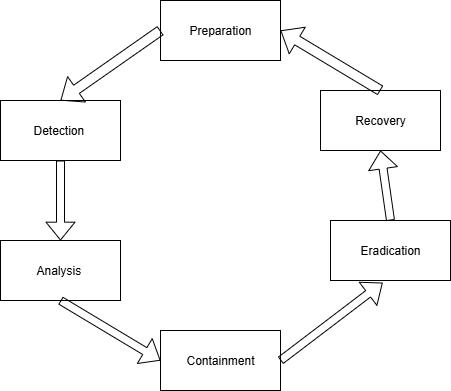 Preparation
Detection
Analysis
Containment
Eradication
Recovery